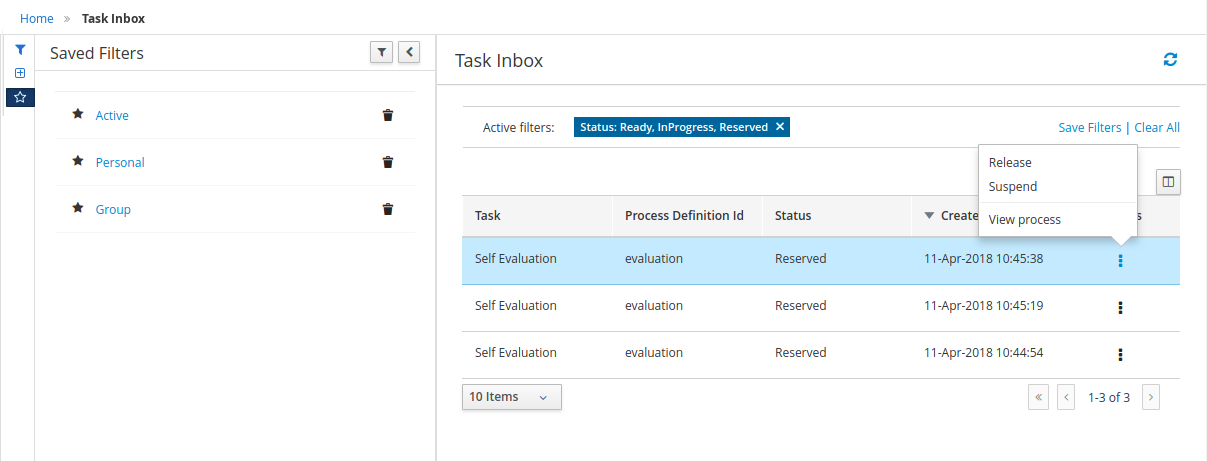 Home » Task Inbox
Saved Filters
Active
Personal
Group
Task Inbox
Active filters: Status: Ready, InProgress, Reserved ✕ Save Filters | Clear All
Release
Suspend
View process
Task Process Definition Id Status Create s
Self Evaluation evaluation Reserved 11-Apr-2018 10:45:38
Self Evaluation evaluation Reserved 11-Apr-2018 10:45:19
Self Evaluation evaluation Reserved 11-Apr-2018 10:44:54
10 Items « ‹ 1-3 of 3 ›